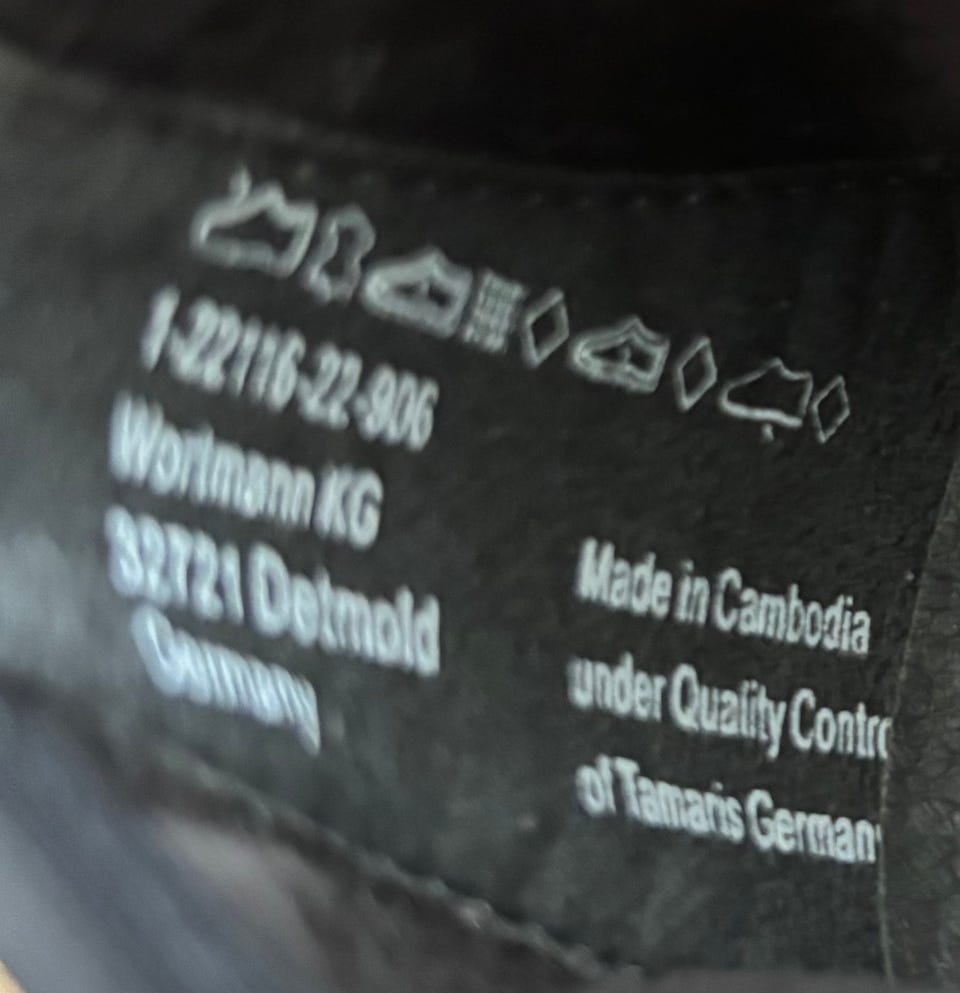 1-22116-22-906
Wortmann KG
32721 Detmold
Germany
Made in Cambodia
under Quality Contro
of Tamaris German